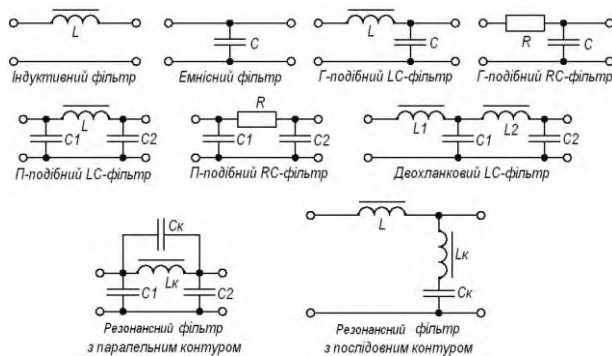 L
C
L
C
R
C
Індуктивний фільтр
Ємнісний фільтр
Г-подібний LC-фільтр
Г-подібний RC-фільтр
C1
L
C2
R
C1
C2
L1
C1
L2
C2
П-подібний LC-фільтр
П-подібний RC-фільтр
Двохланковий LC-фільтр
Cк
C1
Lк
C2
L
Lк
Cк
Резонансний фільтр
з паралельним контуром
Резонансний фільтр
з послідовним контуром